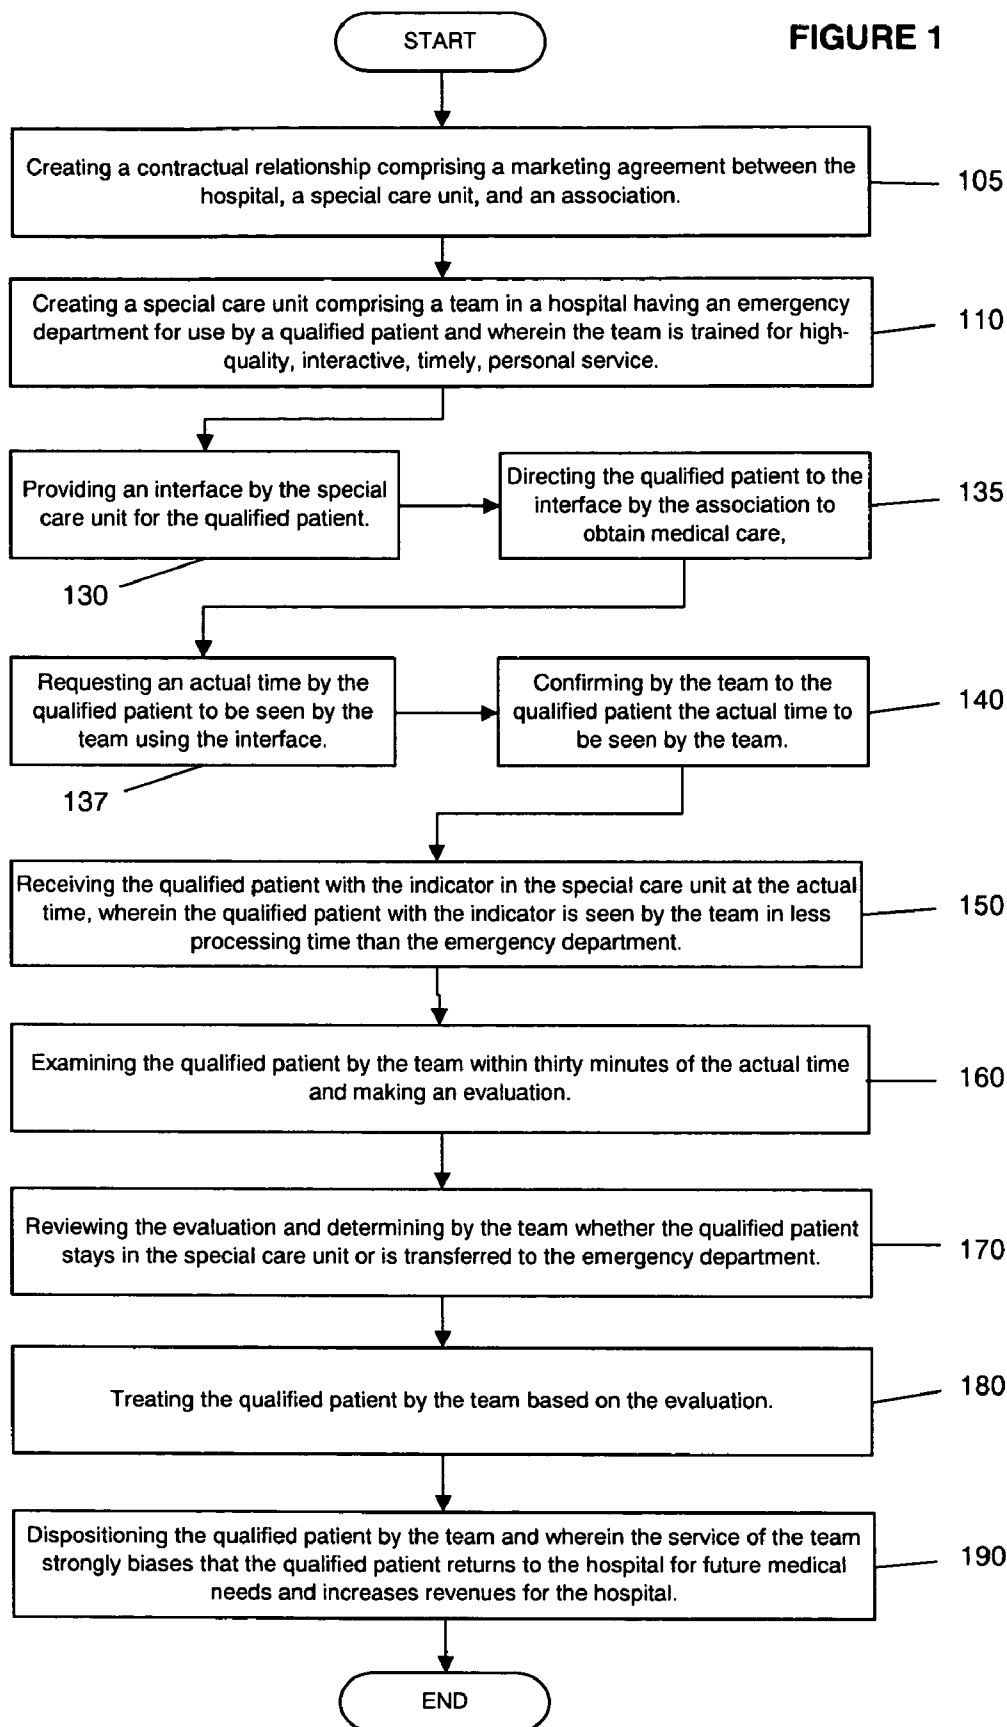 START
FIGURE 1
Creating a contractual relationship comprising a marketing agreement between the
hospital, a special care unit, and an association.
105
Creating a special care unit comprising a team in a hospital having an emergency
department for use by a qualified patient and wherein the team is trained for high-
quality, interactive, timely, personal service.
110
Providing an interface by the special
care unit for the qualified patient.
130
Directing the qualified patient to the
interface by the association to
obtain medical care,
135
Requesting an actual time by the
qualified patient to be seen by the
team using the interface.
137
Confirming by the team to the
qualified patient the actual time to
be seen by the team.
140
Receiving the qualified patient with the indicator in the special care unit at the actual
time, wherein the qualified patient with the indicator is seen by the team in less
processing time than the emergency department.
150
Examining the qualified patient by the team within thirty minutes of the actual time
and making an evaluation.
160
Reviewing the evaluation and determining by the team whether the qualified patient
stays in the special care unit or is transferred to the emergency department.
170
Treating the qualified patient by the team based on the evaluation.
180
Dispositioning the qualified patient by the team and wherein the service of the team
strongly biases that the qualified patient returns to the hospital for future medical
needs and increases revenues for the hospital.
190
END